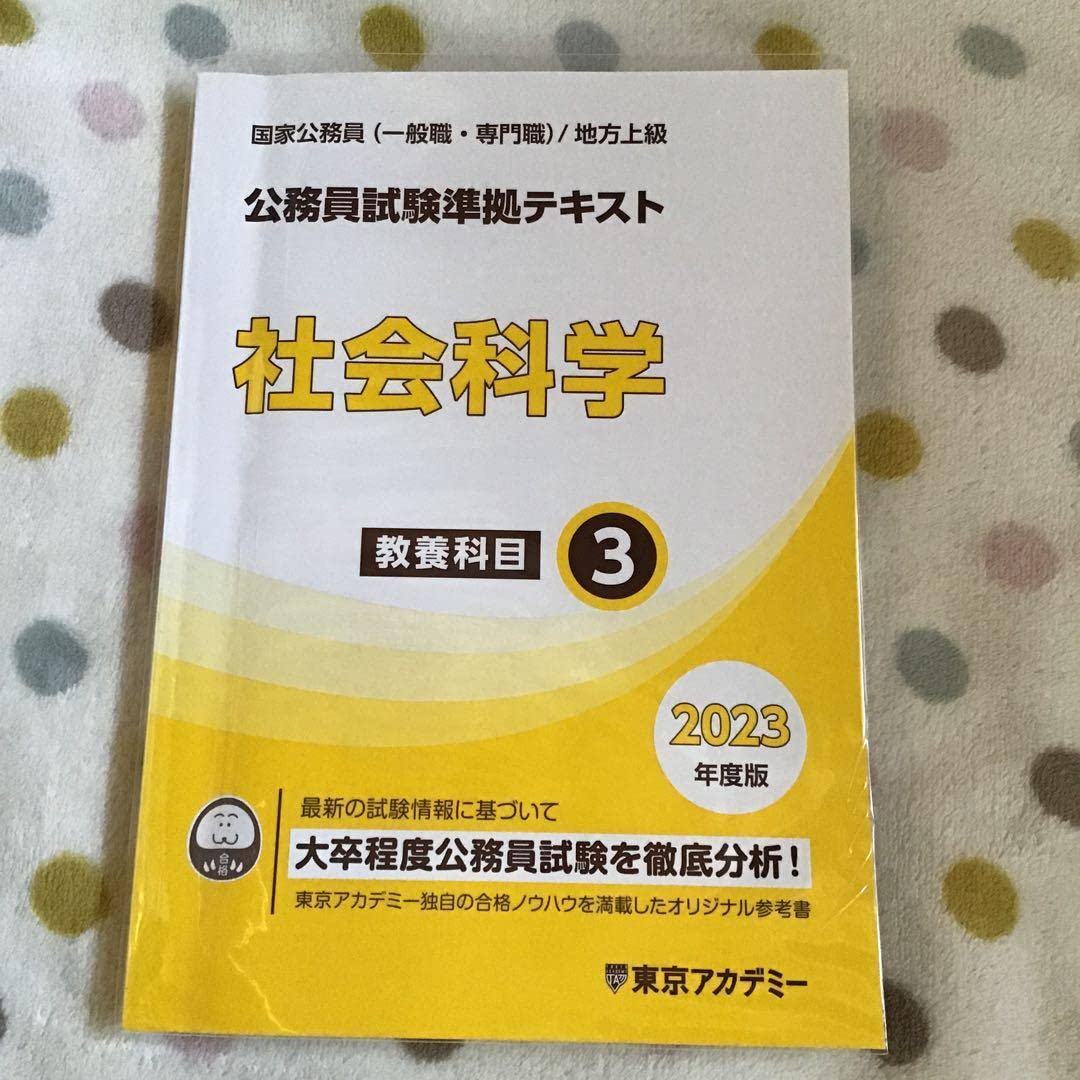 国家公務員（一般職・専門職）/ 地方上級
公務員試験準拠テキスト
社会科学
教養科目 3
2023
年度版
最新の試験情報に基づいて
大卒程度公務員試験を徹底分析！
東京アカデミー独自の合格ノウハウを満載したオリジナル参考書
合格
東京アカデミー